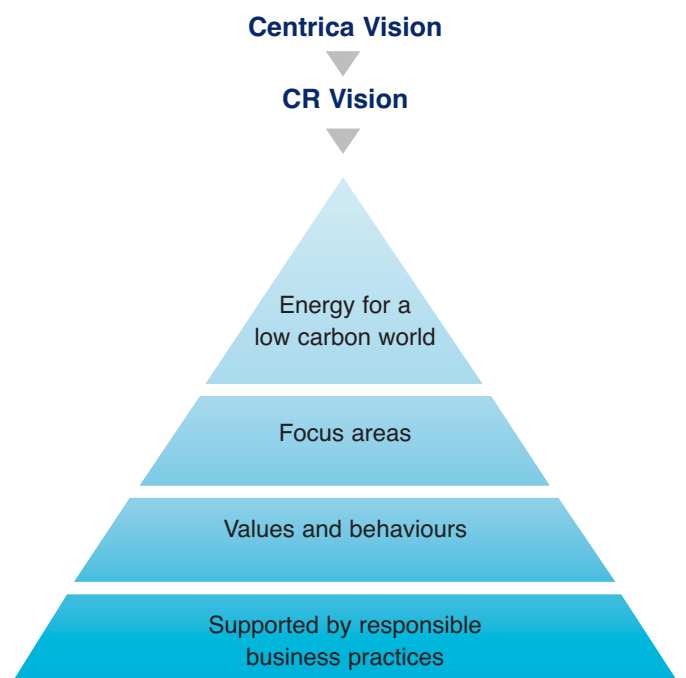 Centrica Vision
CR Vision
Energy for a
low carbon world
Focus areas
Values and behaviours
Supported by responsible
business practices